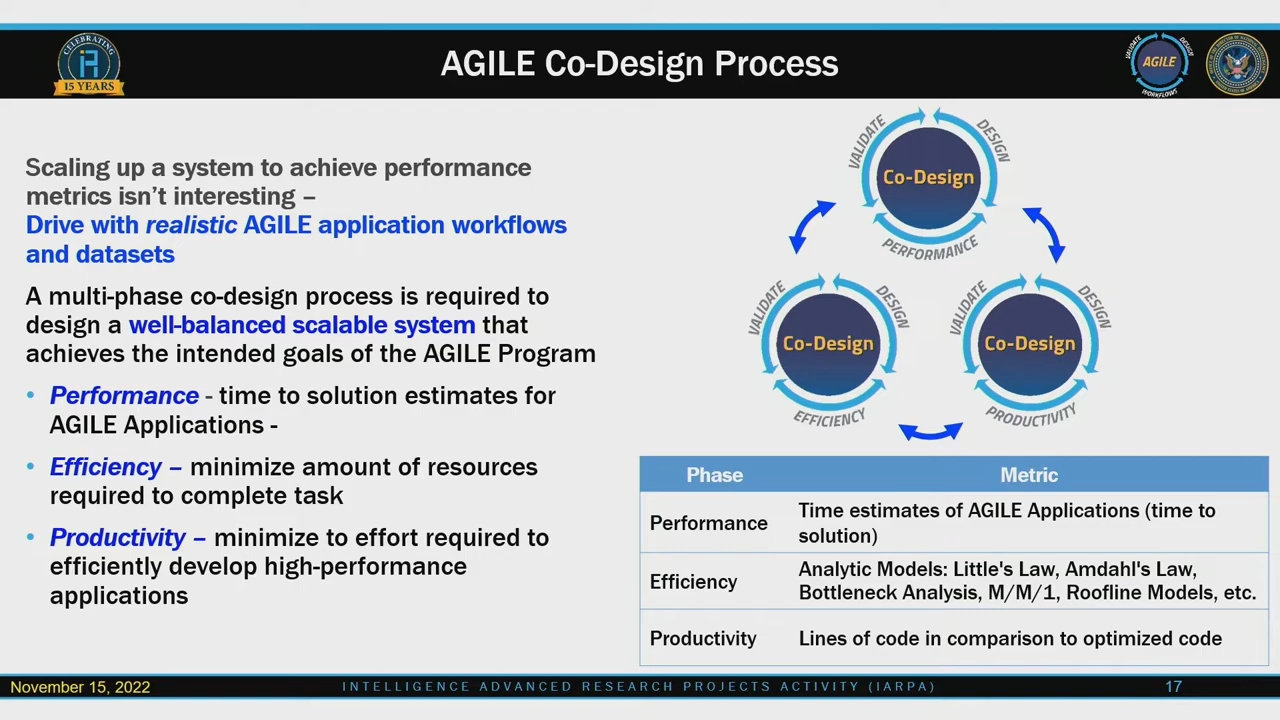 CELEBRATING
15 YEARS
AGILE Co-Design Process
VALIDATE
DESIGN
AGILE
WORKFLOWS
Scaling up a system to achieve performance
metrics isn't interesting –
Drive with realistic AGILE application workflows
and datasets
A multi-phase co-design process is required to
design a well-balanced scalable system that
achieves the intended goals of the AGILE Program
• Performance - time to solution estimates for
AGILE Applications -
• Efficiency – minimize amount of resources
required to complete task
• Productivity – minimize to effort required to
efficiently develop high-performance
applications
VALIDATE
DESIGN
Co-Design
PERFORMANCE
VALIDATE
DESIGN
Co-Design
EFFICIENCY
VALIDATE
DESIGN
Co-Design
PRODUCTIVITY
Phase Metric
Performance Time estimates of AGILE Applications (time to
solution)
Efficiency Analytic Models: Little's Law, Amdahl's Law,
Bottleneck Analysis, M/M/1, Roofline Models, etc.
Productivity Lines of code in comparison to optimized code
November 15, 2022
INTELLIGENCE ADVANCED RESEARCH PROJECTS ACTIVITY (IARPA)
17